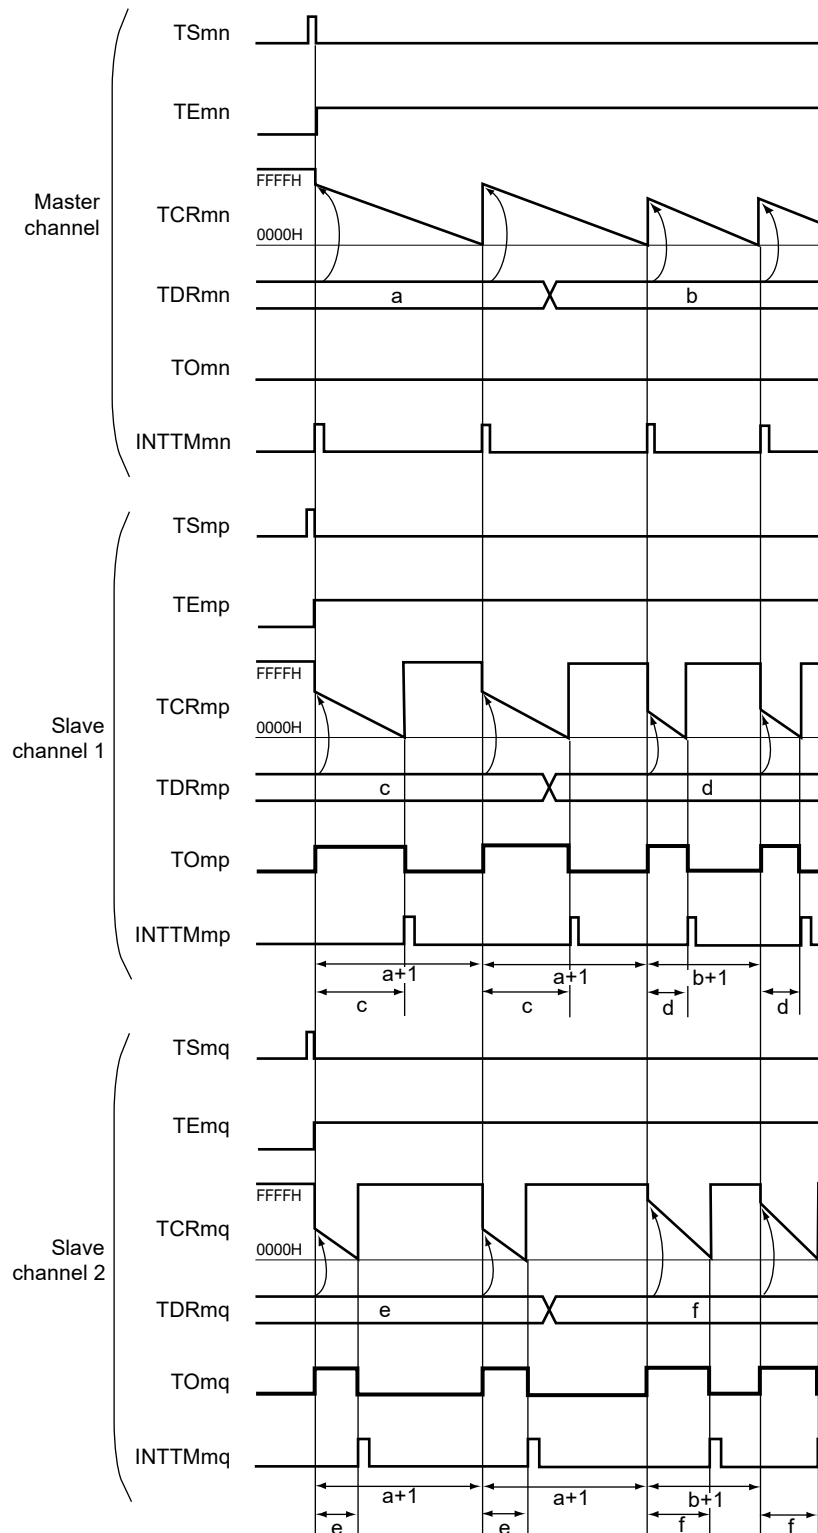 TSmn
TEmn
FFFFH
Master
channel
TCRmn
0000H
TDRmn
a
b
TOmn
INTTMmn
TSmp
TEmp
FFFFH
TCRmp
Slave
channel 1
0000H
TDRmp
c
d
TOmp
INTTMmp
a+1
a+1
b+1
c
c
d
d
TSmq
TEmq
FFFFH
TCRmq
Slave
channel 2
0000H
TDRmq
e
f
TOmq
INTTMmq
a+1
a+1
b+1
e
e
f
f